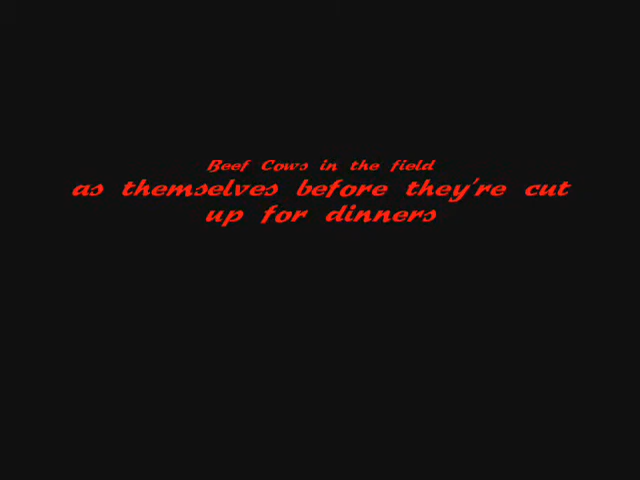 Beef Cows in the field
as themselves before they're cut
up for dinners